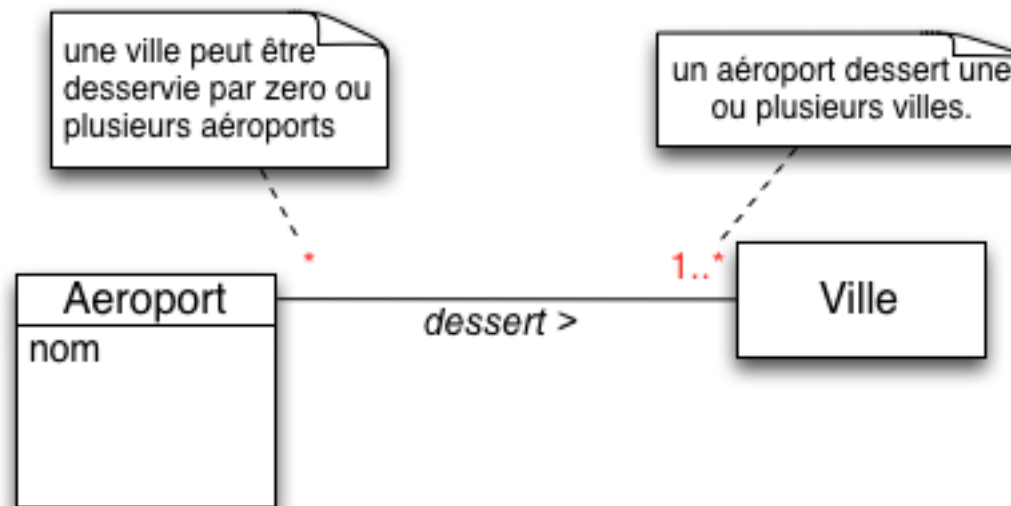 une ville peut être
desservie par zero ou
plusieurs aéroports
un aéroport dessert une
ou plusieurs villes.
*
1..*
Aeroport
dessert >
Ville
nom